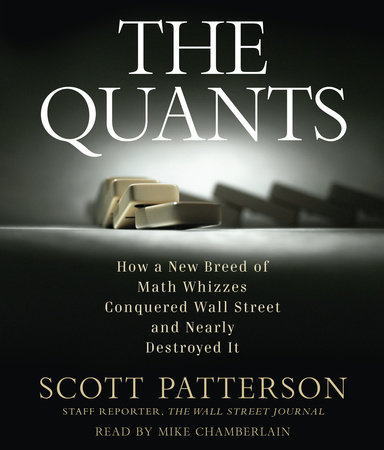 THE
QUANTS
How a New Breed of
Math Whizzes
Conquered Wall Street
and Nearly
Destroyed It
SCOTT PATTERSON
STAFF REPORTER, THE WALL STREET JOURNAL
READ BY MIKE CHAMBERLAIN